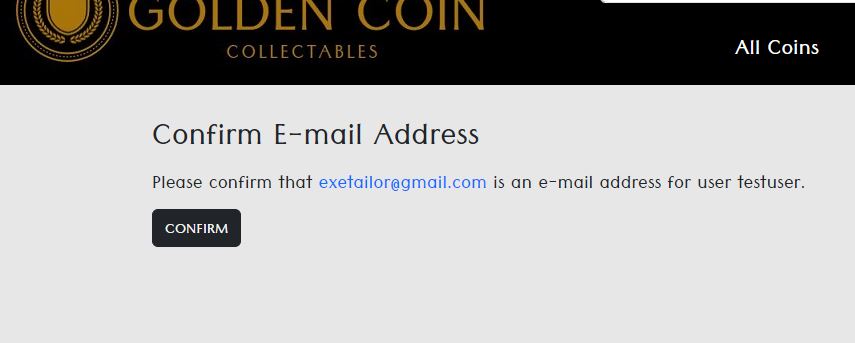 GOLDEN COIN
COLLECTABLES
All Coins
Confirm E-mail Address
Please confirm that exetailor@gmail.com is an e-mail address for user testuser.
CONFIRM